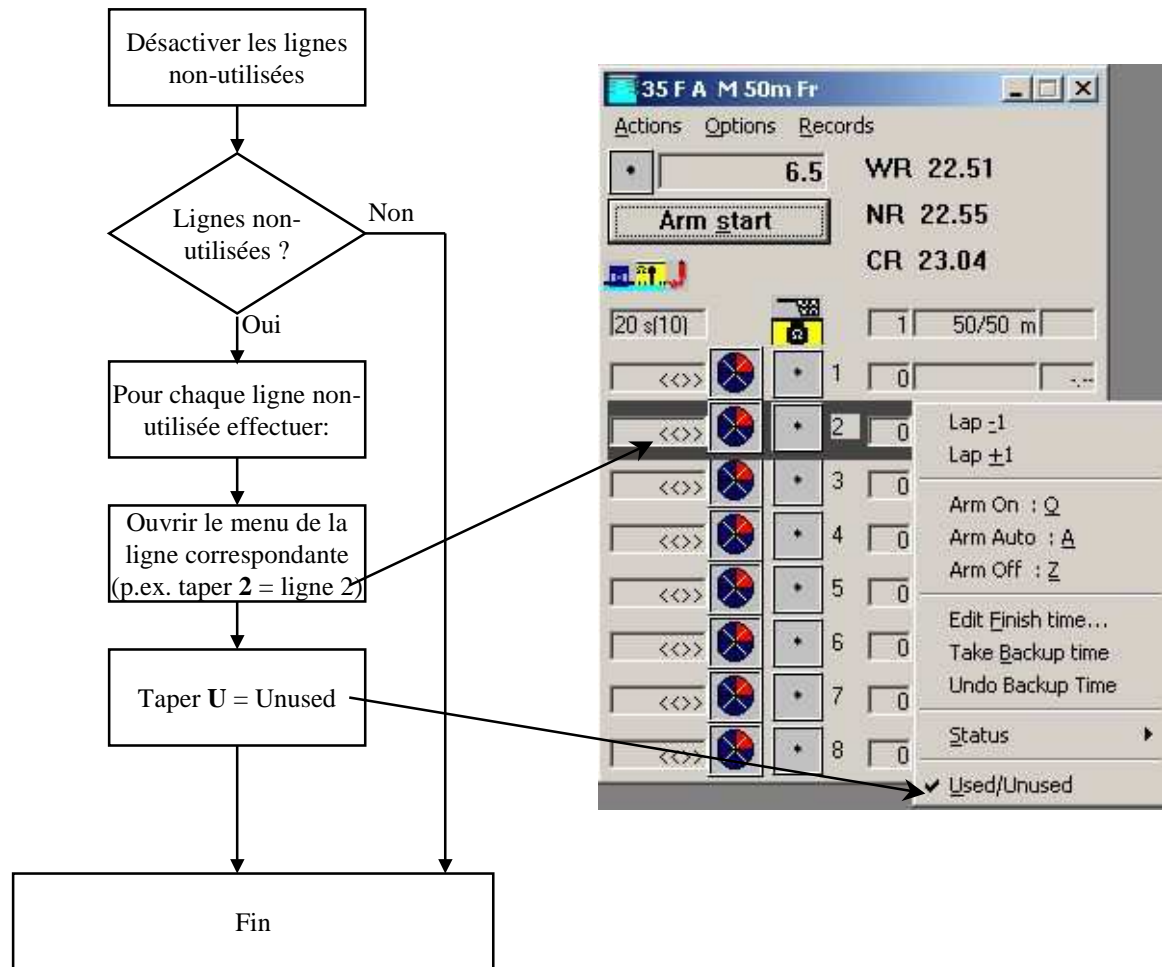 Désactiver les lignes
non-utilisées
Lignes non-
utilisées ?
Non
Oui
Pour chaque ligne non-
utilisée effectuer:
Ouvrir le menu de la
ligne correspondante
(p.ex. taper 2 = ligne 2)
Taper U = Unused
Fin
35 F A M 50m Fr
Actions Options Records
6.5 WR 22.51
Arm start NR 22.55
CR 23.04
20 s(10) 1 50/50 m
<<>> 1 0 -.--
<<>> 2 0
<<>> 3 0
<<>> 4 0
<<>> 5 0
<<>> 6 0
<<>> 7 0
<<>> 8 0
Lap -1
Lap +1
Arm On : Q
Arm Auto : A
Arm Off : Z
Edit Finish time...
Take Backup time
Undo Backup Time
Status
Used/Unused